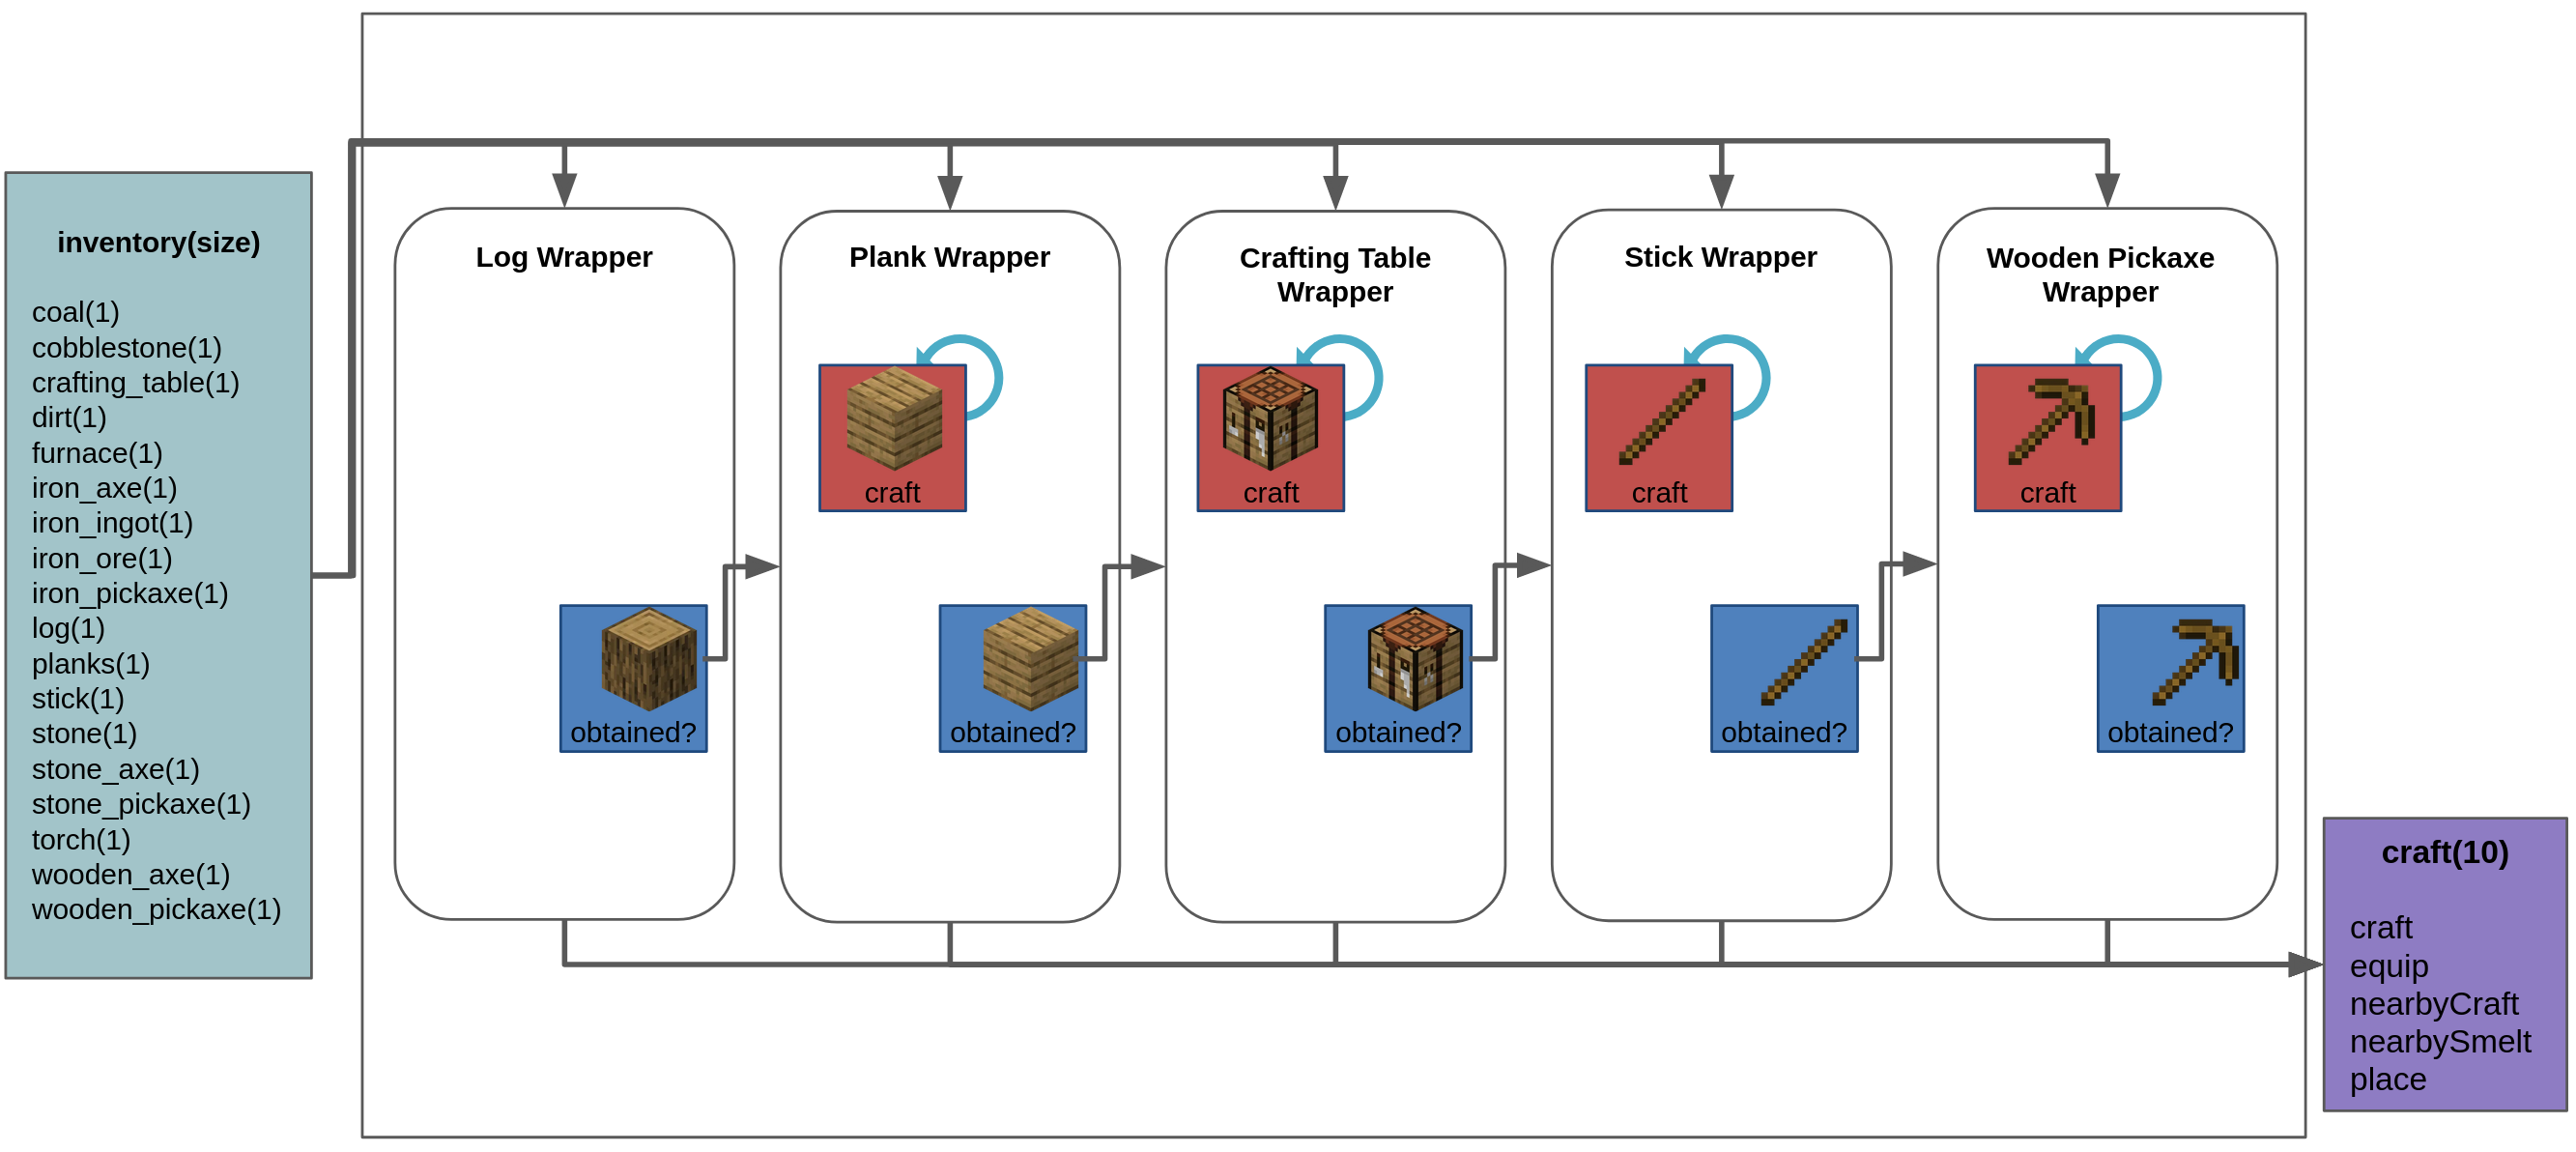 inventory(size)
coal(1)
cobblestone(1)
crafting_table(1)
dirt(1)
furnace(1)
iron_axe(1)
iron_ingot(1)
iron_ore(1)
iron_pickaxe(1)
log(1)
planks(1)
stick(1)
stone(1)
stone_axe(1)
stone_pickaxe(1)
torch(1)
wooden_axe(1)
wooden_pickaxe(1)
Log Wrapper
obtained?
Plank Wrapper
craft
obtained?
Crafting Table
Wrapper
craft
obtained?
Stick Wrapper
craft
obtained?
Wooden Pickaxe
Wrapper
craft
obtained?
craft(10)
craft
equip
nearbyCraft
nearbySmelt
place